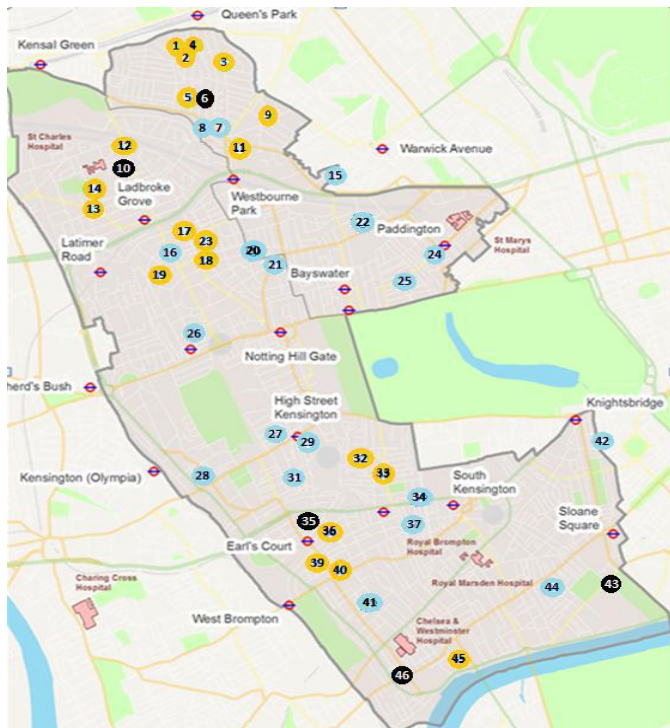 Queen's Park
Kensal Green
1
4
2
3
5
6
9
8
7
St Charles
Hospital
12
11
10
Warwick Avenue
15
14
Ladbroke
Grove
Westbourne
Park
13
22
Paddington
17
23
Latimer
Road
16
20
24
St Marys
Hospital
18
21
19
Bayswater
25
26
Notting Hill Gate
herd's Bush
High Street
Kensington
Knightsbridge
27
29
42
32
33
Kensington (Olympia)
28
31
South
Kensington
34
35
36
37
Sloane
Square
Earl's Court
Royal Brompton
Hospital
39
40
Royal Marsden Hospital
44
43
Charing Cross
Hospital
41
West Brompton
Chelsea &
Westminster
Hospital
45
46